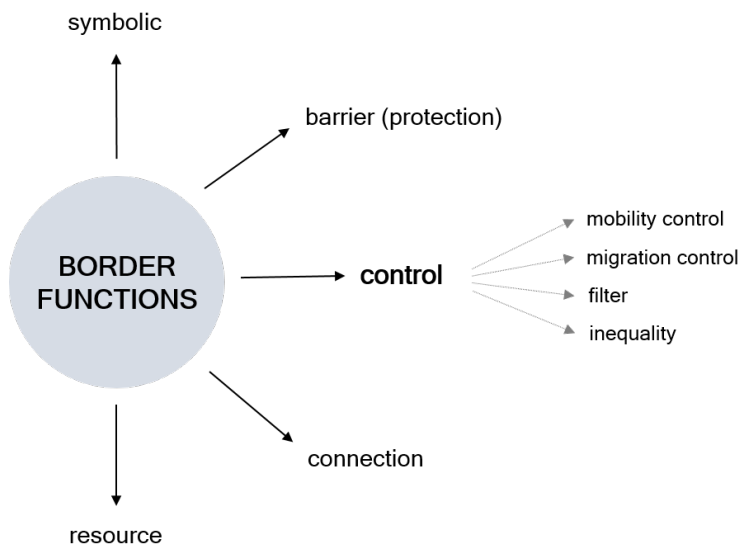 symbolic
barrier (protection)
BORDER
FUNCTIONS
control
mobility control
migration control
filter
inequality
connection
resource